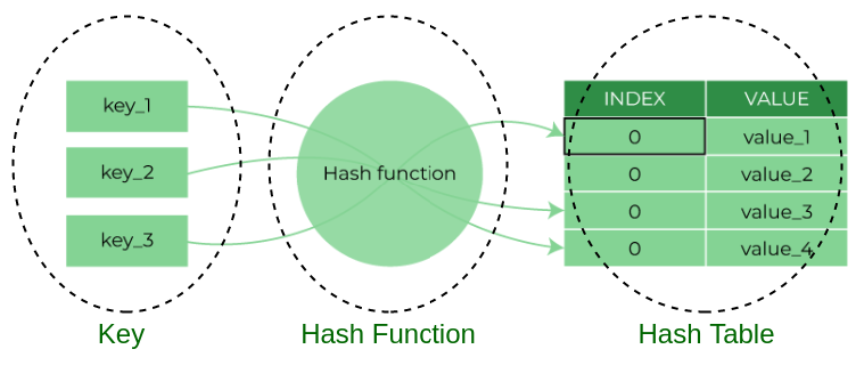 key_1
key_2
key_3
Hash function
INDEX VALUE
0 value_1
0 value_2
0 value_3
0 value_4
Key
Hash Function
Hash Table